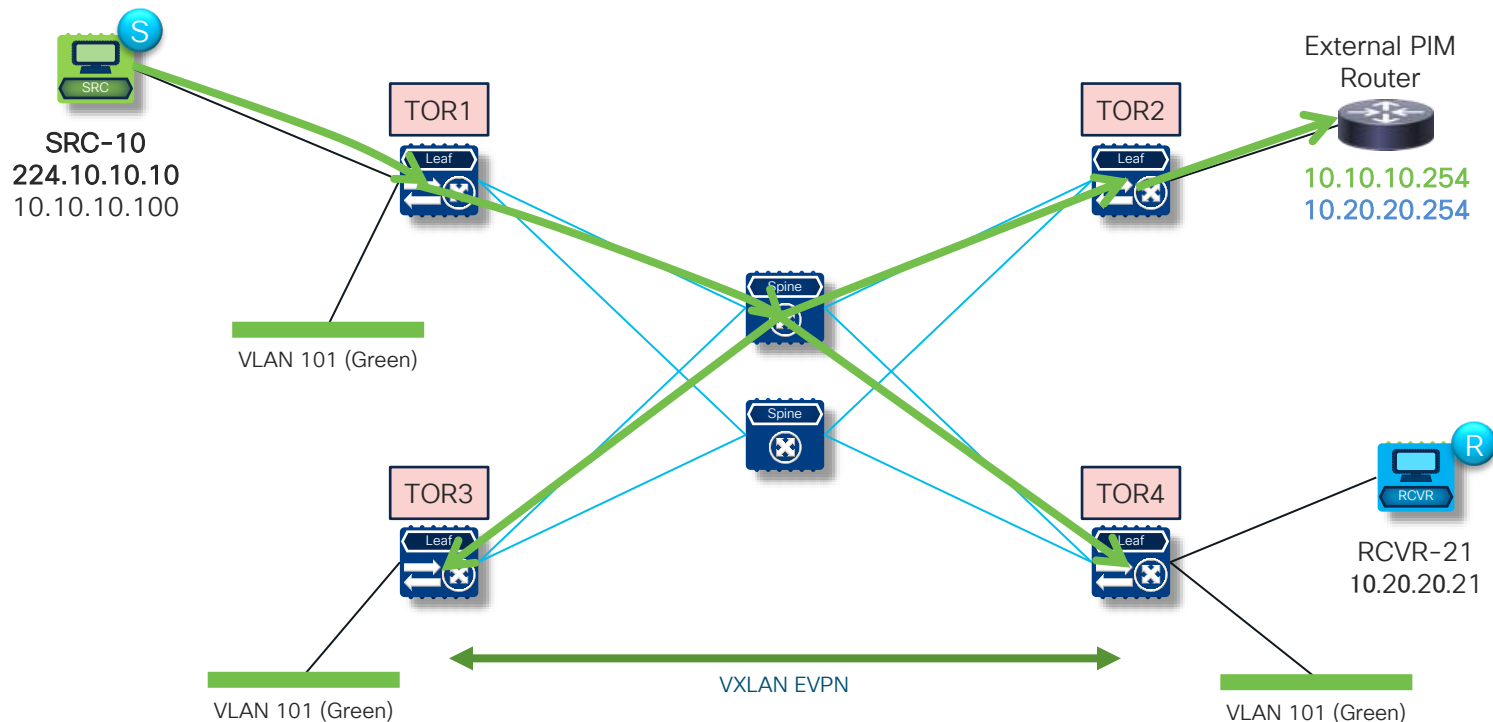 S
SRC
SRC-10
224.10.10.10
10.10.10.100
TOR1
Leaf
VLAN 101 (Green)
TOR2
Leaf
External PIM
Router
10.10.10.254
10.20.20.254
Spine
Spine
TOR3
Leaf
VLAN 101 (Green)
VXLAN EVPN
TOR4
Leaf
R
RCVR
RCVR-21
10.20.20.21
VLAN 101 (Green)